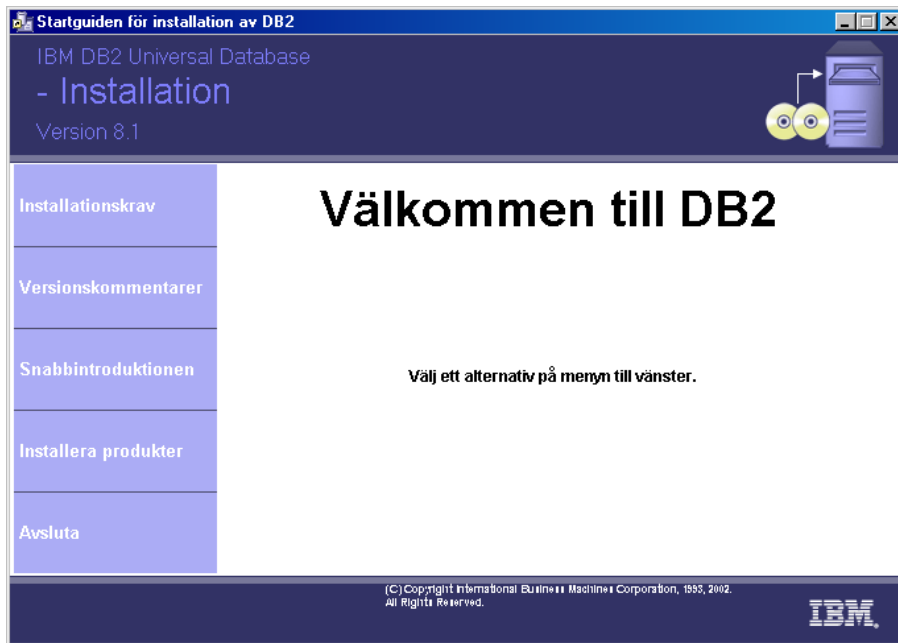 Startguiden för installation av DB2
IBM DB2 Universal Database
- Installation
Version 8.1
Installationskrav
Versionskommentarer
Snabbintroduktionen
Installera produkter
Avsluta
Välkommen till DB2
Välj ett alternativ på menyn till vänster.
(C) Copyright International Business Machines Corporation, 1993, 2002.
All Rights Reserved.
IBM.